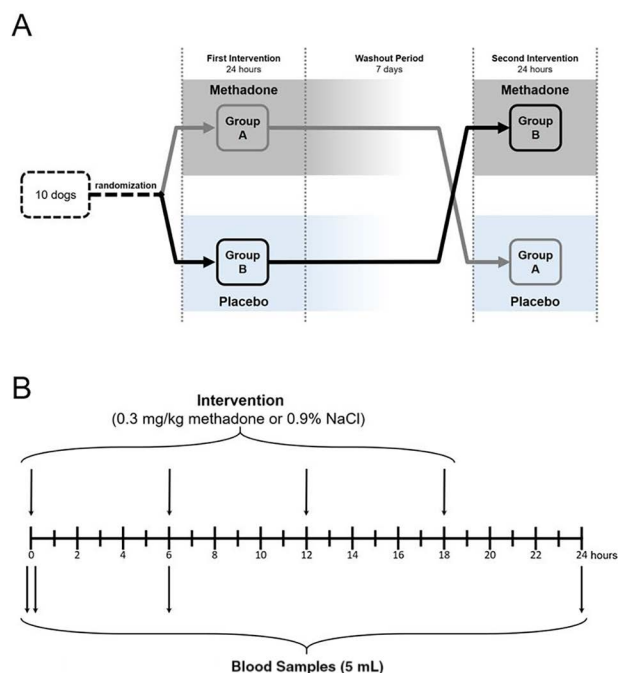 A
First Intervention
24 hours
Washout Period
7 days
Second Intervention
24 hours
Methadone
Methadone
Group
A
Group
B
10 dogs
randomization
Group
B
Group
A
Placebo
Placebo
B
Intervention
(0.3 mg/kg methadone or 0.9% NaCl)
0 2 4 6 8 10 12 14 16 18 20 22 24 hours
Blood Samples (5 mL)